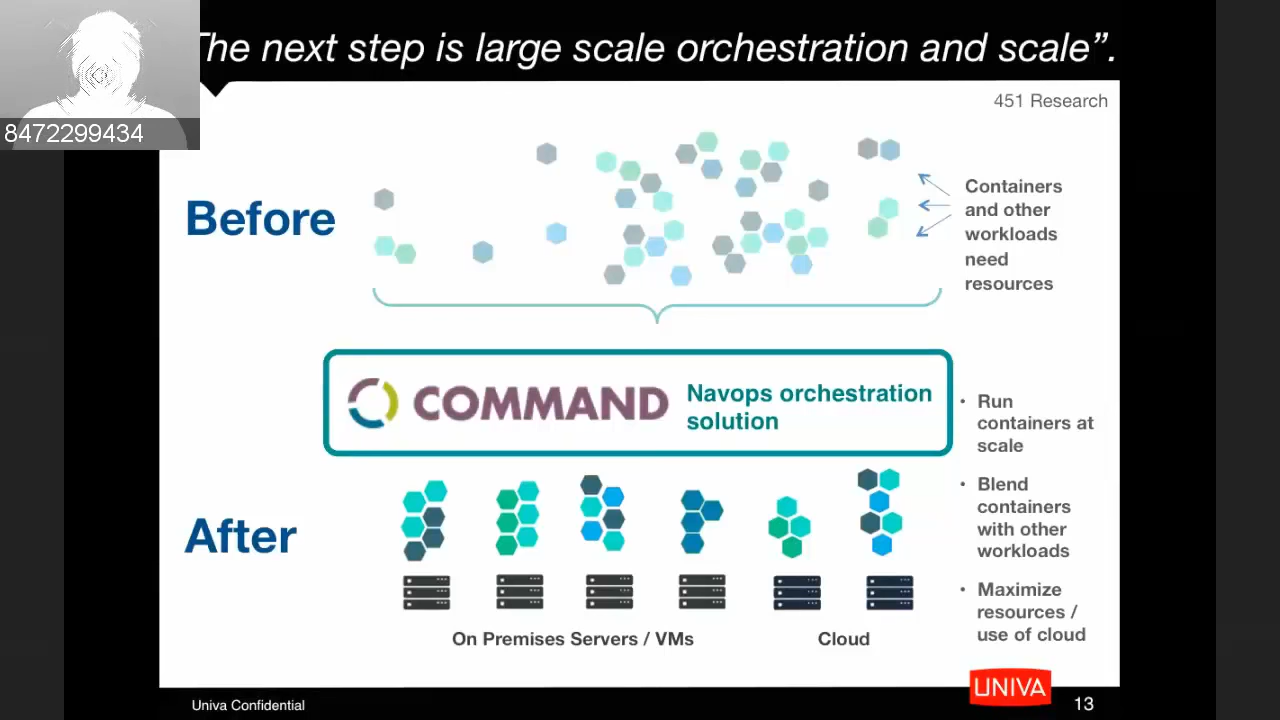 The next step is large scale orchestration and scale”.
8472299434
451 Research
Before
Containers
and other
workloads
need
resources
COMMAND
Navops orchestration
solution
• Run
containers at
scale
• Blend
containers
with other
workloads
• Maximize
resources /
use of cloud
After
On Premises Servers / VMs
Cloud
Univa Confidential
UNIVA
13